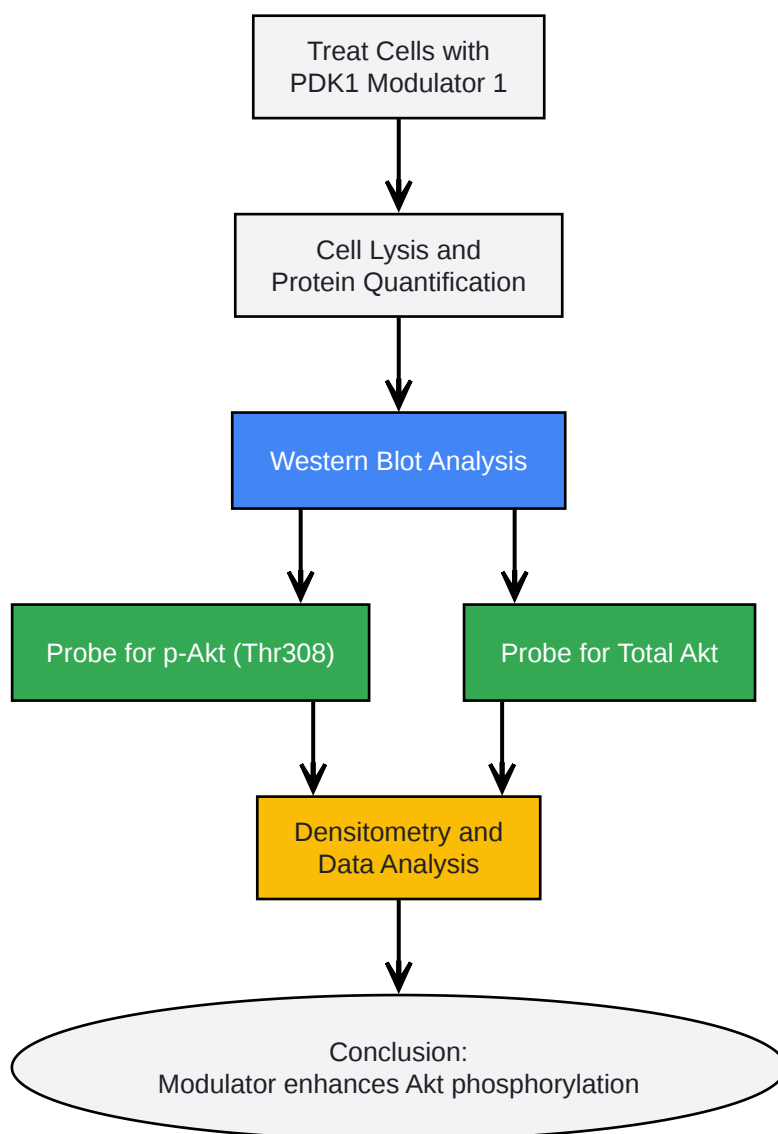 Treat Cells with
PDK1 Modulator 1
Cell Lysis and
Protein Quantification
Western Blot Analysis
Probe for p-Akt (Thr308)
Probe for Total Akt
Densitometry and
Data Analysis
Conclusion:
Modulator enhances Akt phosphorylation